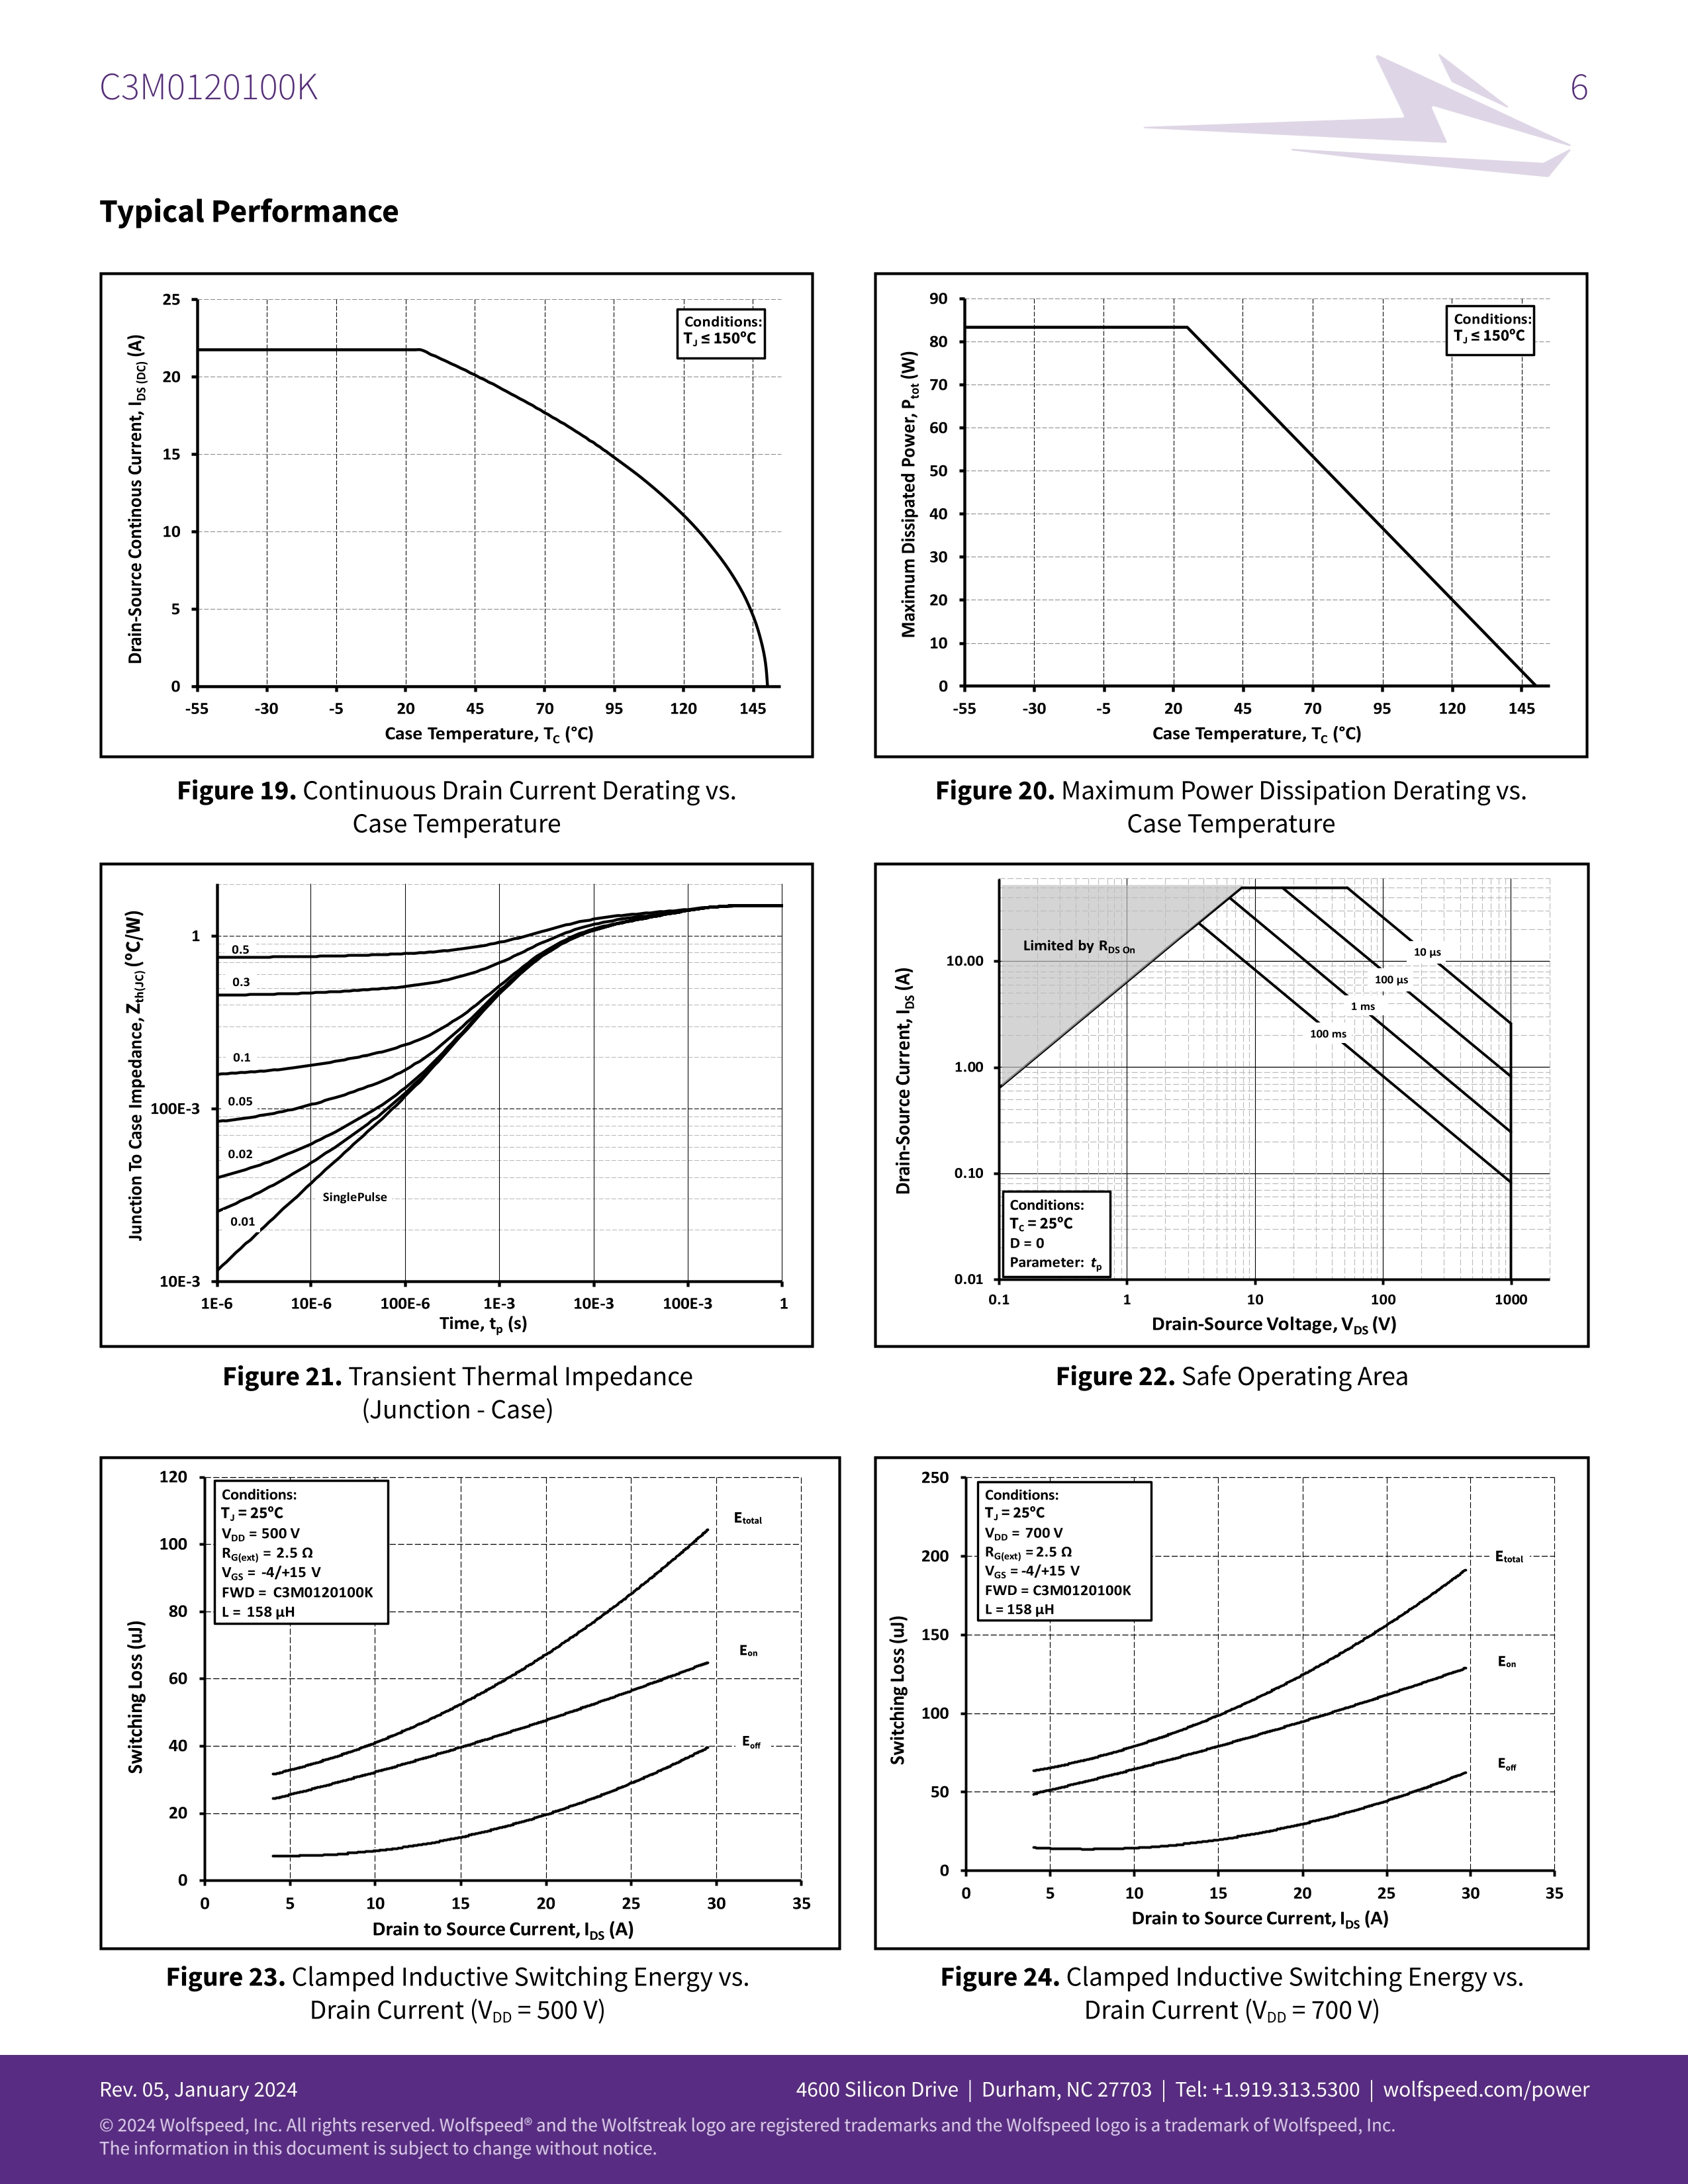 C3M0120100K
6
Typical Performance
25
20
15
10
5
0
-55 -30 -5 20 45 70 95 120 145
Drain-Source Continous Current, IDS (DC) (A)
Case Temperature, TC (°C)
Conditions:
TJ ≤ 150°C
Figure 19. Continuous Drain Current Derating vs.
Case Temperature
90
80
70
60
50
40
30
20
10
0
-55 -30 -5 20 45 70 95 120 145
Maximum Dissipated Power, Ptot (W)
Case Temperature, TC (°C)
Conditions:
TJ ≤ 150°C
Figure 20. Maximum Power Dissipation Derating vs.
Case Temperature
Junction To Case Impedance, Zth(JC) (°C/W)
1
100E-3
10E-3
0.5
0.3
0.1
0.05
0.02
0.01
SinglePulse
1E-6 10E-6 100E-6 1E-3 10E-3 100E-3 1
Time, tp (s)
Figure 21. Transient Thermal Impedance
(Junction - Case)
Drain-Source Current, IDS (A)
10.00
1.00
0.10
0.01
Limited by RDS On
10 µs
100 µs
1 ms
100 ms
Conditions:
TC = 25°C
D = 0
Parameter: tp
0.1 1 10 100 1000
Drain-Source Voltage, VDS (V)
Figure 22. Safe Operating Area
120
100
80
60
40
20
0
Switching Loss (uJ)
Conditions:
TJ = 25°C
VDD = 500 V
RG(ext) = 2.5 Ω
VGS = -4/+15 V
FWD = C3M0120100K
L = 158 μH
Etotal
Eon
Eoff
0 5 10 15 20 25 30 35
Drain to Source Current, IDS (A)
Figure 23. Clamped Inductive Switching Energy vs.
Drain Current (VDD = 500 V)
250
200
150
100
50
0
Switching Loss (uJ)
Conditions:
TJ = 25°C
VDD = 700 V
RG(ext) = 2.5 Ω
VGS = -4/+15 V
FWD = C3M0120100K
L = 158 μH
Etotal
Eon
Eoff
0 5 10 15 20 25 30 35
Drain to Source Current, IDS (A)
Figure 24. Clamped Inductive Switching Energy vs.
Drain Current (VDD = 700 V)
Rev. 05, January 2024
4600 Silicon Drive | Durham, NC 27703 | Tel: +1.919.313.5300 | wolfspeed.com/power
© 2024 Wolfspeed, Inc. All rights reserved. Wolfspeed® and the Wolfstreak logo are registered trademarks and the Wolfspeed logo is a trademark of Wolfspeed, Inc.
The information in this document is subject to change without notice.